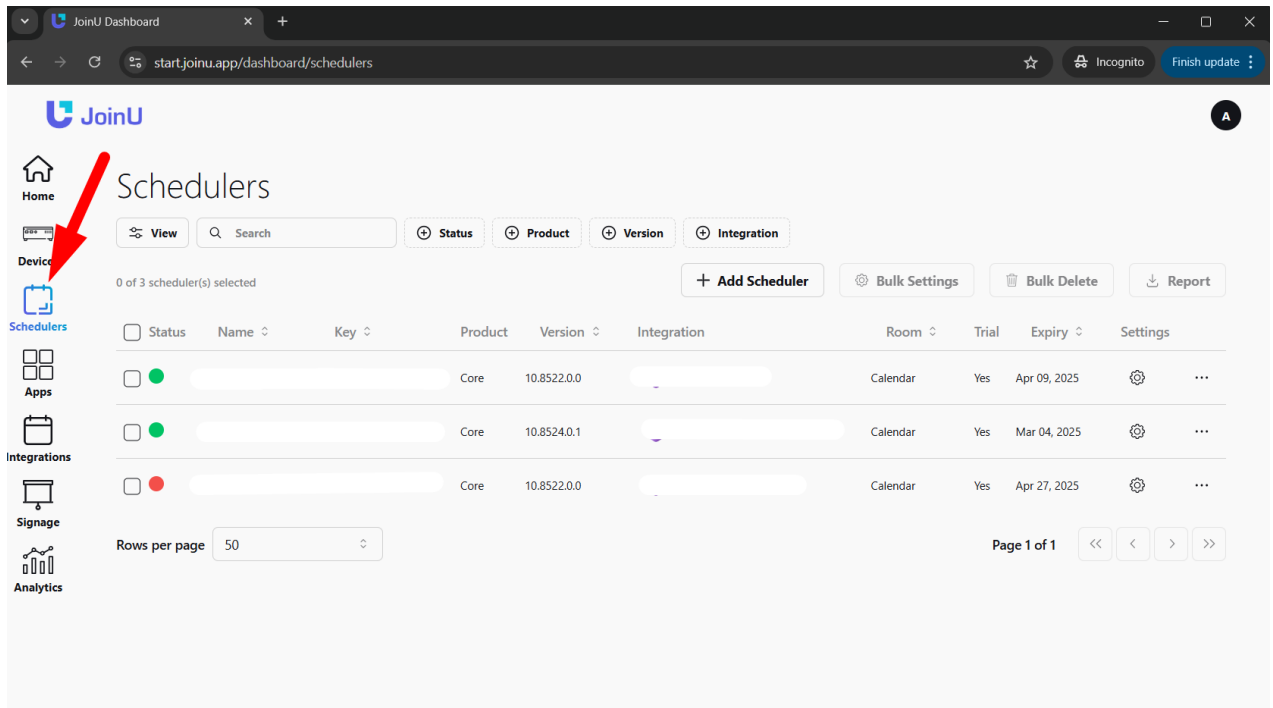 JoinU Dashboard
start.joinu.app/dashboard/schedulers
Incognito
Finish update
JoinU
A
Home
Schedulers
Apps
Integrations
Signage
Analytics
Schedulers
View
Search
Status
Product
Version
Integration
0 of 3 scheduler(s) selected
Add Scheduler
Bulk Settings
Bulk Delete
Report
Status Name Key Product Version Integration Room Trial Expiry Settings
Core 10.8522.0.0 Calendar Yes Apr 09, 2025
Core 10.8524.0.1 Calendar Yes Mar 04, 2025
Core 10.8522.0.0 Calendar Yes Apr 27, 2025
Rows per page 50
Page 1 of 1